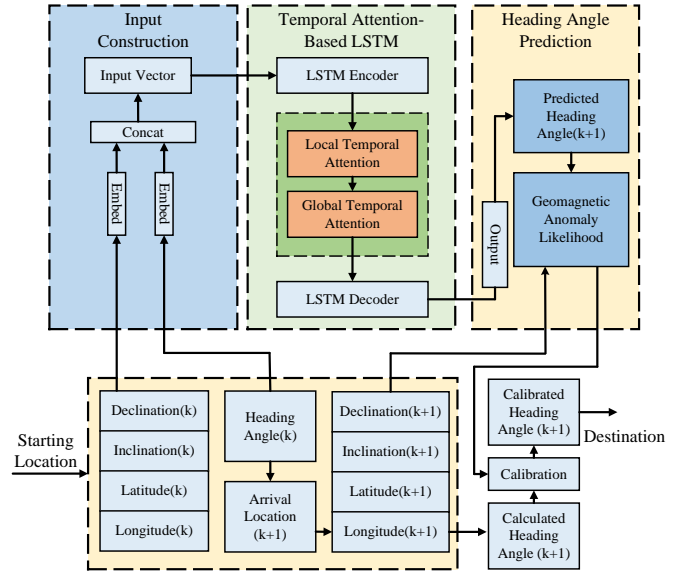 Input
Construction
Input Vector
Concat
Embed
Embed
Temporal Attention-
Based LSTM
LSTM Encoder
Local Temporal
Attention
Global Temporal
Attention
LSTM Decoder
Heading Angle
Prediction
Predicted
Heading
Angle(k+1)
Geomagnetic
Anomaly
Likelihood
Output
Starting
Location
Declination(k)
Inclination(k)
Latitude(k)
Longitude(k)
Heading
Angle(k)
Arrival
Location
(k+1)
Declination(k+1)
Inclination(k+1)
Latitude(k+1)
Longitude(k+1)
Calibrated
Heading
Angle (k+1)
Calibration
Calculated
Heading
Angle (k+1)
Destination